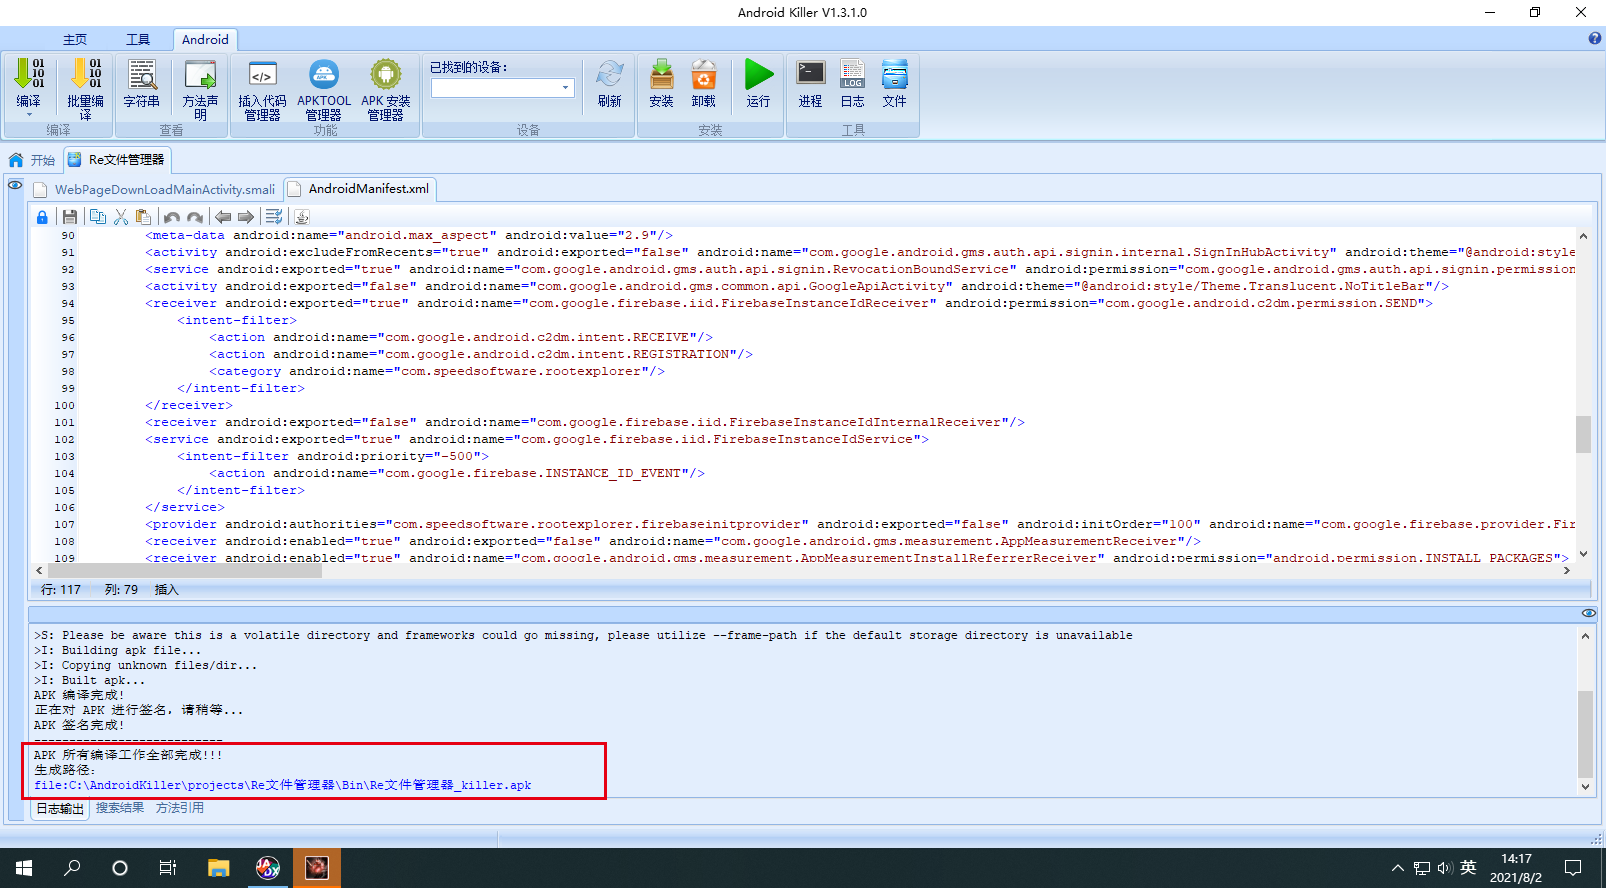 Android Killer V1.3.1.0
主页 工具 Android
编译 批量编译 字符串 方法声明 插入代码管理器 APKTOOL管理器 APK 安装管理器 已找到的设备： 刷新 安装 卸载 运行 进程 日志 文件
编译 查看 功能 设备 安装 工具
开始 Re文件管理器
WebPageDownLoadMainActivity.smali AndroidManifest.xml
90 <meta-data android:name="android.max_aspect" android:value="2.9"/>
91 <activity android:excludeFromRecents="true" android:exported="false" android:name="com.google.android.gms.auth.api.signin.internal.SignInHubActivity" android:theme="@android:style
92 <service android:exported="true" android:name="com.google.android.gms.auth.api.signin.RevocationBoundService" android:permission="com.google.android.gms.auth.api.signin.permission
93 <activity android:exported="false" android:name="com.google.android.gms.common.api.GoogleApiActivity" android:theme="@android:style/Theme.Translucent.NoTitleBar"/>
94 <receiver android:exported="true" android:name="com.google.firebase.iid.FirebaseInstanceIdReceiver" android:permission="com.google.android.c2dm.permission.SEND">
95 <intent-filter>
96 <action android:name="com.google.android.c2dm.intent.RECEIVE"/>
97 <action android:name="com.google.android.c2dm.intent.REGISTRATION"/>
98 <category android:name="com.speedsoftware.rootexplorer"/>
99 </intent-filter>
100 </receiver>
101 <receiver android:exported="false" android:name="com.google.firebase.iid.FirebaseInstanceIdInternalReceiver"/>
102 <service android:exported="true" android:name="com.google.firebase.iid.FirebaseInstanceIdService">
103 <intent-filter android:priority="-500">
104 <action android:name="com.google.firebase.INSTANCE_ID_EVENT"/>
105 </intent-filter>
106 </service>
107 <provider android:authorities="com.speedsoftware.rootexplorer.firebaseinitprovider" android:exported="false" android:initOrder="100" android:name="com.google.firebase.provider.Fir
108 <receiver android:enabled="true" android:exported="false" android:name="com.google.android.gms.measurement.AppMeasurementReceiver"/>
109 <receiver android:enabled="true" android:name="com.google.android.gms.measurement.AppMeasurementInstallReferrerReceiver" android:permission="android.permission.INSTALL_PACKAGES">
行: 117 列: 79 插入
>S: Please be aware this is a volatile directory and frameworks could go missing, please utilize --frame-path if the default storage directory is unavailable
>I: Building apk file...
>I: Copying unknown files/dir...
>I: Built apk...
APK 编译完成!
正在对 APK 进行签名，请稍等...
APK 签名完成!
---------------------------
APK 所有编译工作全部完成!!!
生成路径：
file:C:\AndroidKiller\projects\Re文件管理器\Bin\Re文件管理器_killer.apk
日志输出 搜索结果 方法引用
英 14:17
2021/8/2